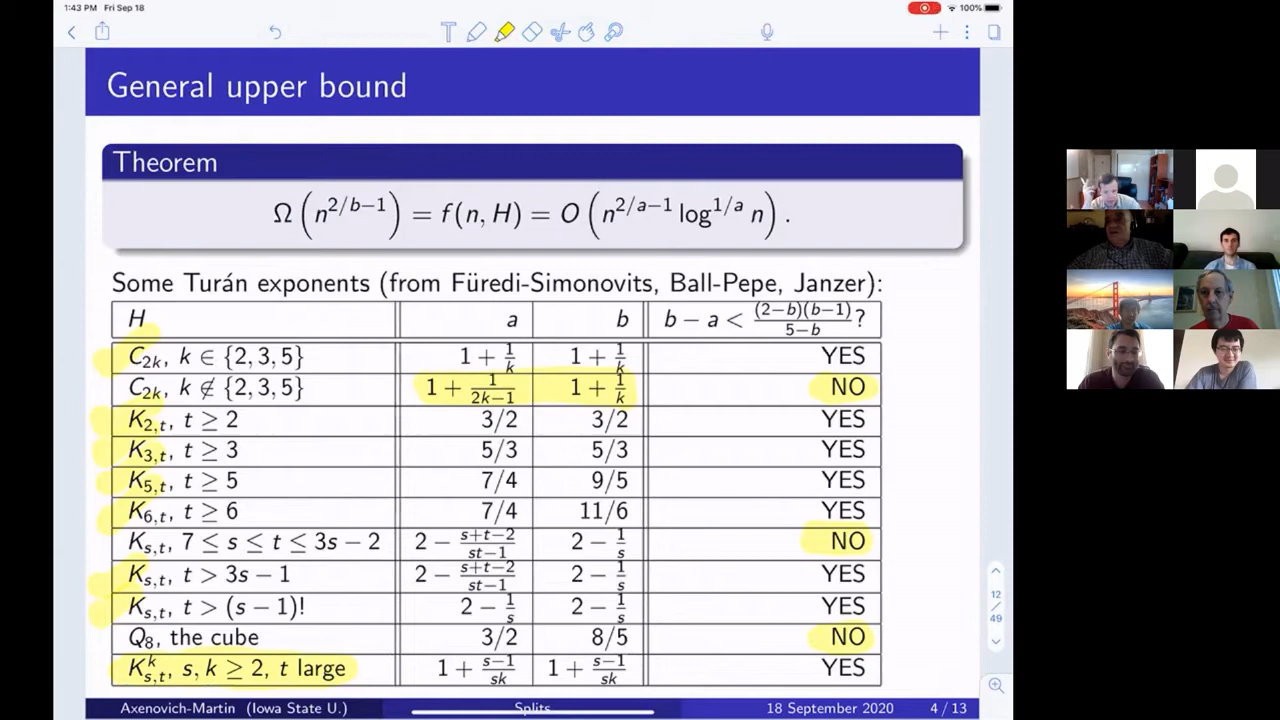 1:43 PM Fri Sep 18
100%
General upper bound
Theorem
Ω(n^{2/b−1}) = f(n, H) = O(n^{2/a−1} log^{1/a} n).
Some Turán exponents (from Füredi-Simonovits, Ball-Pepe, Janzer):
H a b b − a < (2−b)(b−1)/5−b?
C_{2k}, k ∈ {2, 3, 5} 1 + 1/k 1 + 1/k YES
C_{2k}, k ∉ {2, 3, 5} 1 + 1/2k−1 1 + 1/k NO
K_{2,t}, t ≥ 2 3/2 3/2 YES
K_{3,t}, t ≥ 3 5/3 5/3 YES
K_{5,t}, t ≥ 5 7/4 9/5 YES
K_{6,t}, t ≥ 6 7/4 11/6 YES
K_{s,t}, 7 ≤ s ≤ t ≤ 3s − 2 2 − s+t−2/st−1 2 − 1/s NO
K_{s,t}, t > 3s − 1 2 − s+t−2/st−1 2 − 1/s YES
K_{s,t}, t > (s − 1)! 2 − 1/s 2 − 1/s YES
Q_8, the cube 3/2 8/5 NO
K^k_{s,t}, s, k ≥ 2, t large 1 + s−1/sk 1 + s−1/sk YES
12
/
49
Axenovich-Martin (Iowa State U.) Splits 18 September 2020 4 / 13